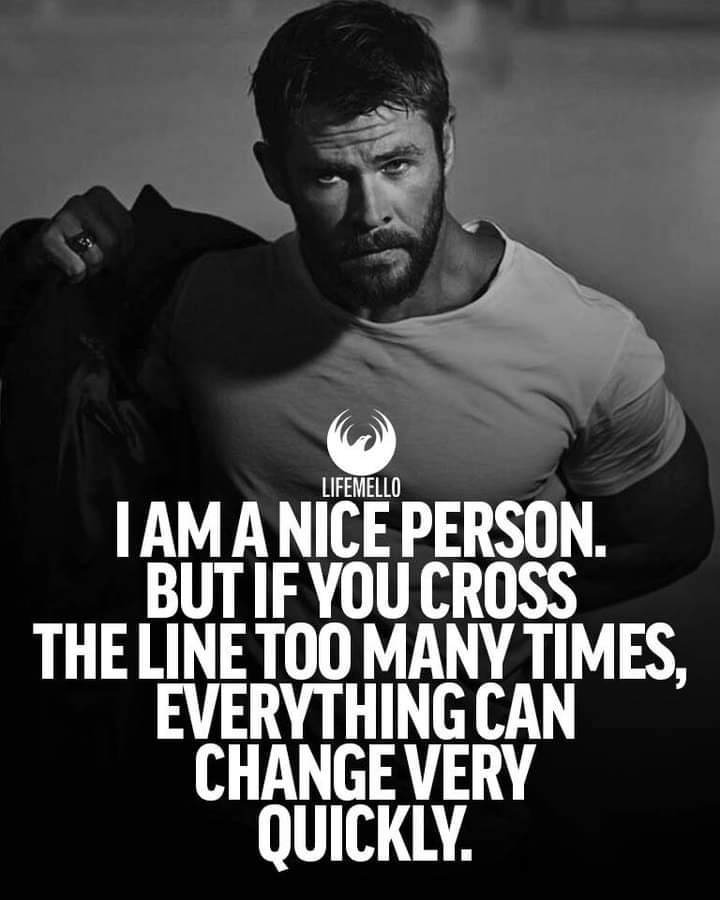 LIFEMELLO
I AM A NICE PERSON.
BUT IF YOU CROSS
THE LINE TOO MANY TIMES,
EVERYTHING CAN
CHANGE VERY
QUICKLY.